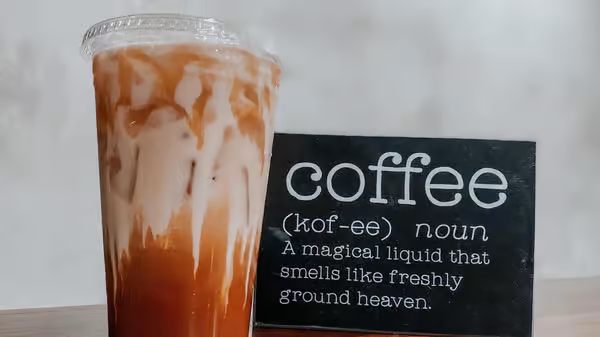 coffee
(kof-ee) noun
A magical liquid that
smells like freshly
ground heaven.